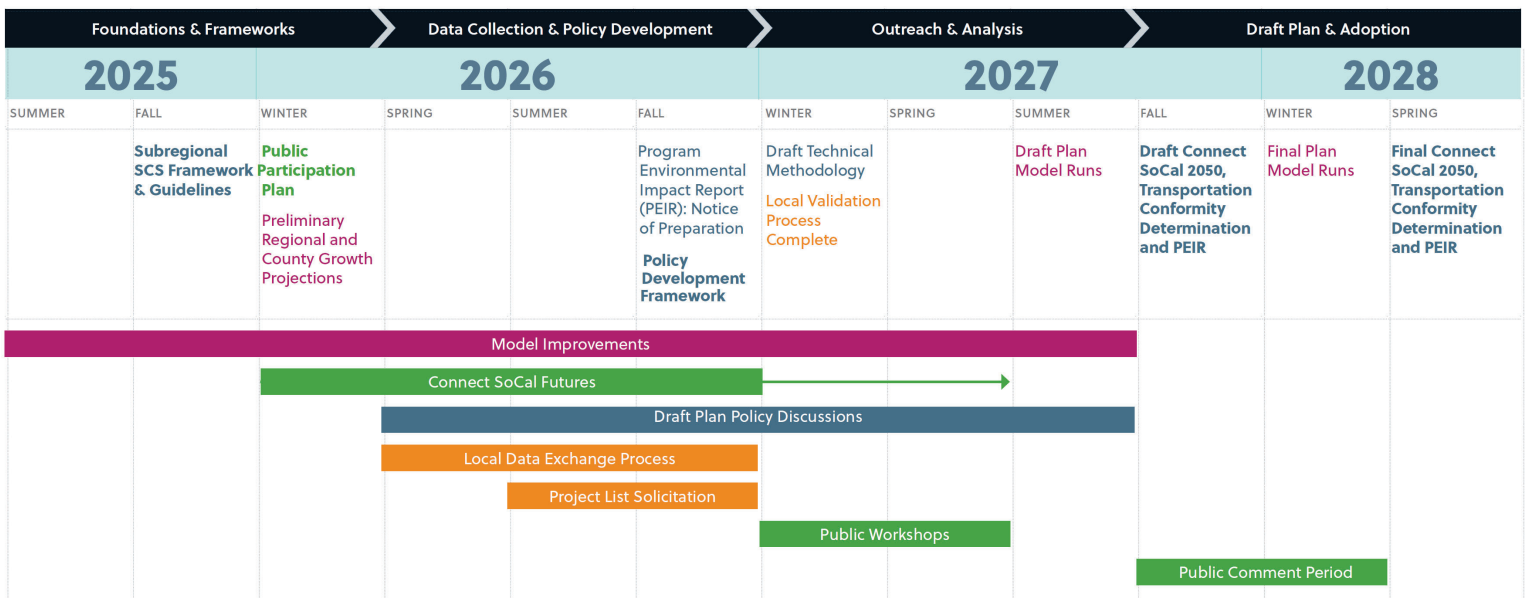 Foundations & Frameworks
Data Collection & Policy Development
Outreach & Analysis
Draft Plan & Adoption
2025
2026
2027
2028
SUMMER
FALL
WINTER
SPRING
SUMMER
FALL
WINTER
SPRING
SUMMER
FALL
WINTER
SPRING
Subregional
SCS Framework
& Guidelines
Public
Participation
Plan
Preliminary
Regional and
County Growth
Projections
Program
Environmental
Impact Report
(PEIR): Notice
of Preparation
Policy
Development
Framework
Draft Technical
Methodology
Local Validation
Process
Complete
Draft Plan
Model Runs
Draft Connect
SoCal 2050,
Transportation
Conformity
Determination
and PEIR
Final Plan
Model Runs
Final Connect
SoCal 2050,
Transportation
Conformity
Determination
and PEIR
Model Improvements
Connect SoCal Futures
Draft Plan Policy Discussions
Local Data Exchange Process
Project List Solicitation
Public Workshops
Public Comment Period